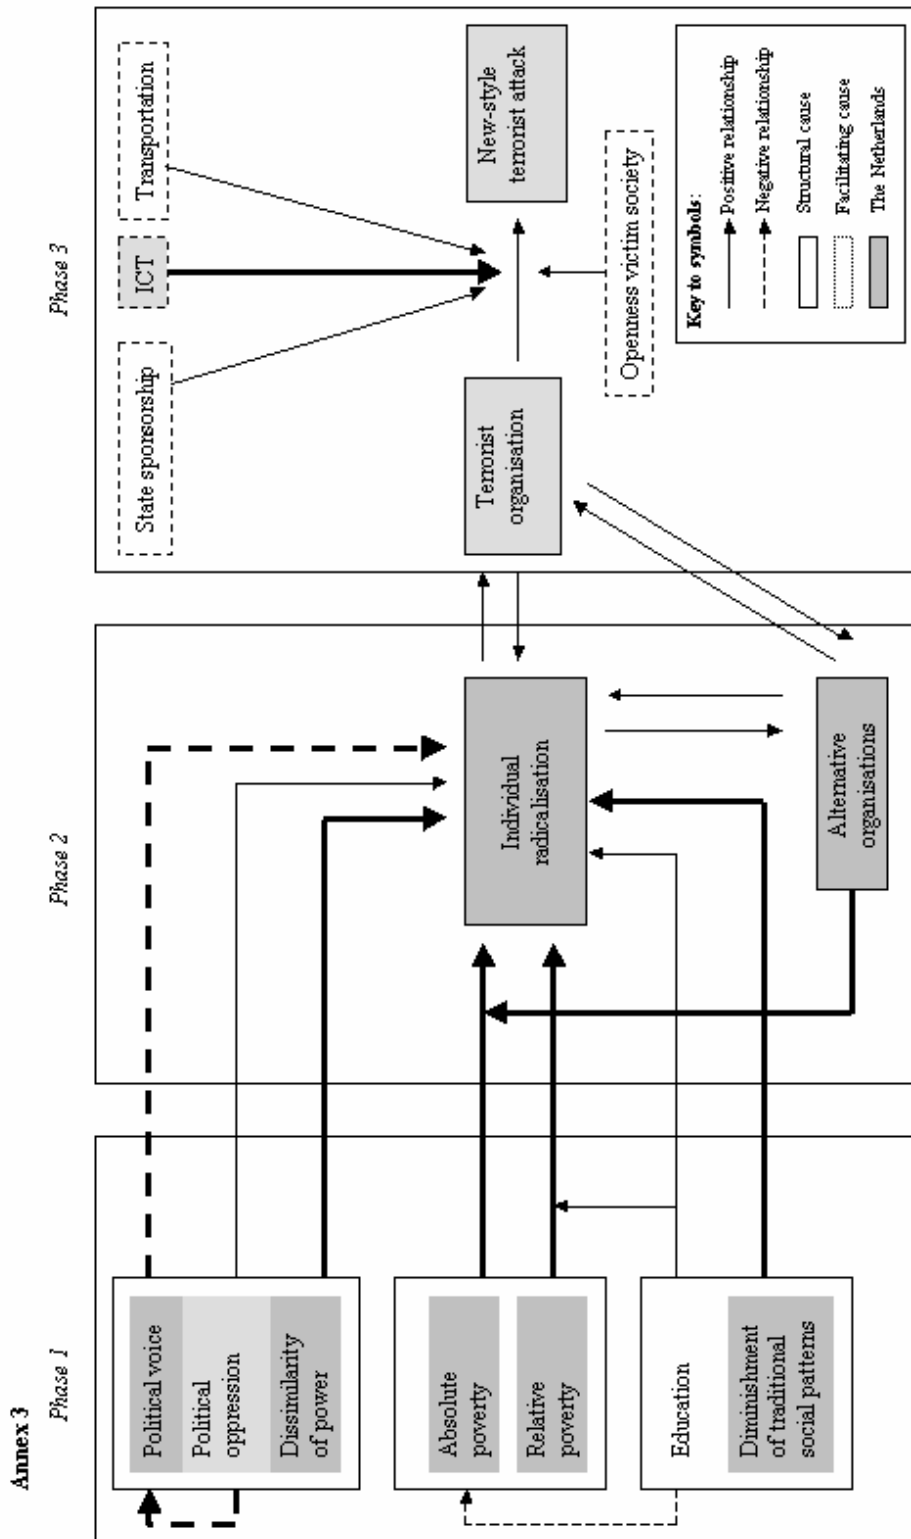 Annex 3
Phase 1
Phase 2
Phase 3
Political voice
Political
oppression
Dissimilarity
of power
Absolute
poverty
Relative
poverty
Education
Diminishment
of traditional
social patterns
Individual
radicalisation
Alternative
organisations
State sponsorship
ICT
Transportation
Terrorist
organisation
New-style
terrorist attack
Openness victim society
Key to symbols:
Positive relationship
Negative relationship
Structural cause
Facilitating cause
The Netherlands